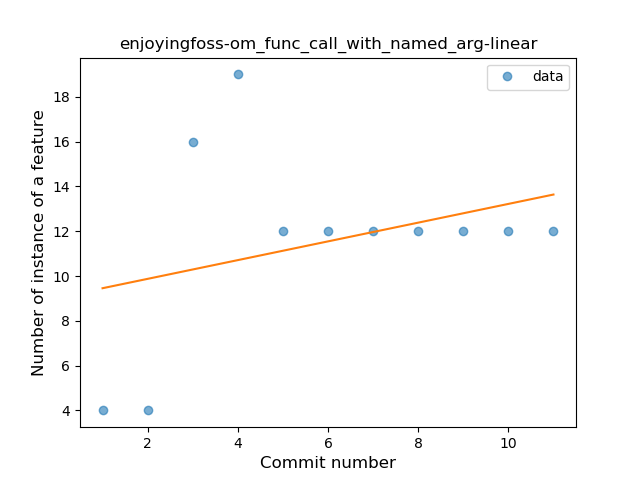 enjoyingfoss-om_func_call_with_named_arg-linear
data
Number of instance of a feature
18
16
14
12
10
8
6
4
2 4 6 8 10
Commit number